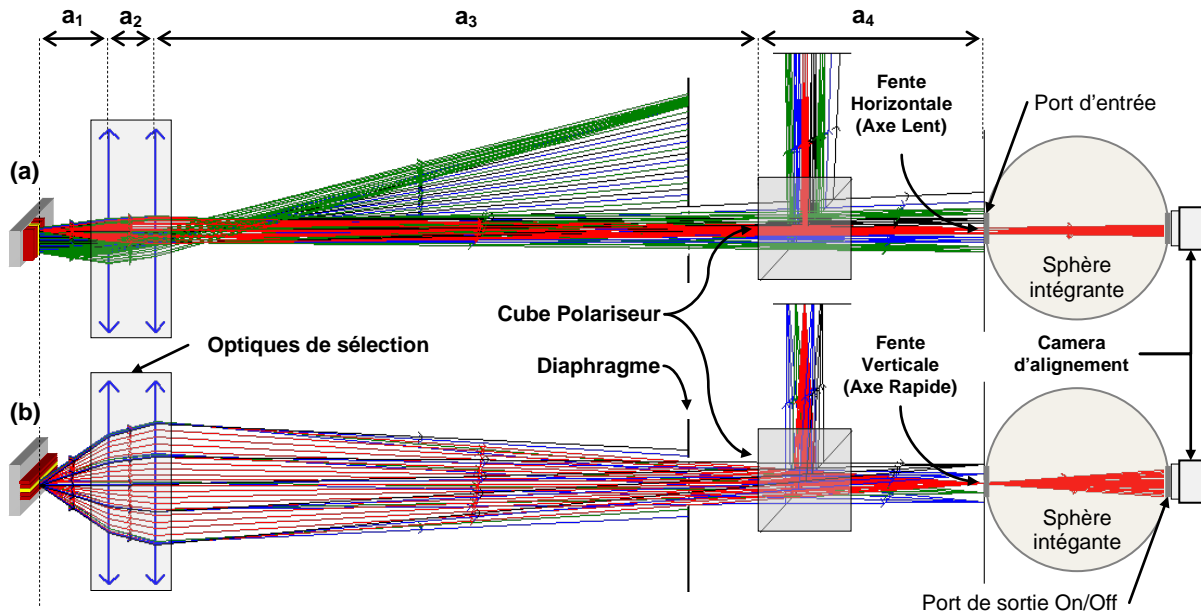 a₁
a₂
a₃
a₄
(a)
Fente
Horizontale
(Axe Lent)
Port d'entrée
Sphère
intégrante
Cube Polariseur
Optiques de sélection
Diaphragme
Fente
Verticale
(Axe Rapide)
Camera
d'alignement
(b)
Sphère
intégante
Port de sortie On/Off